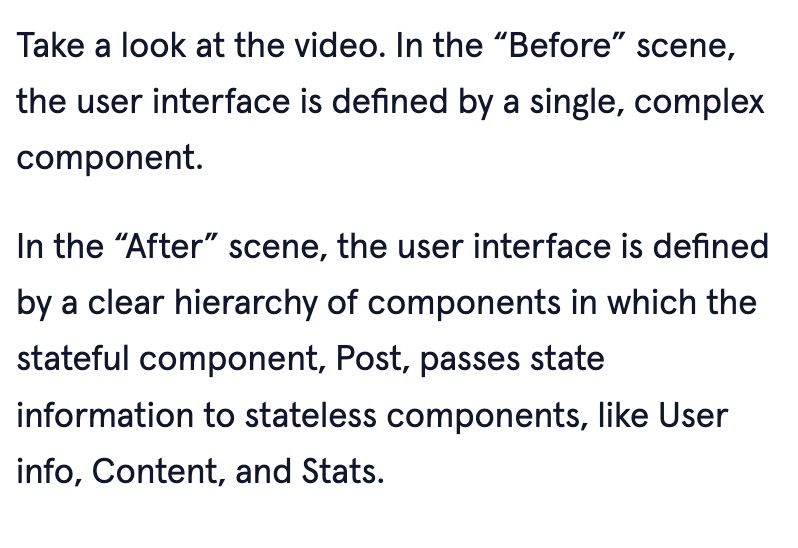 Take a look at the video. In the “Before” scene,
the user interface is defined by a single, complex
component.
In the “After” scene, the user interface is defined
by a clear hierarchy of components in which the
stateful component, Post, passes state
information to stateless components, like User
info, Content, and Stats.